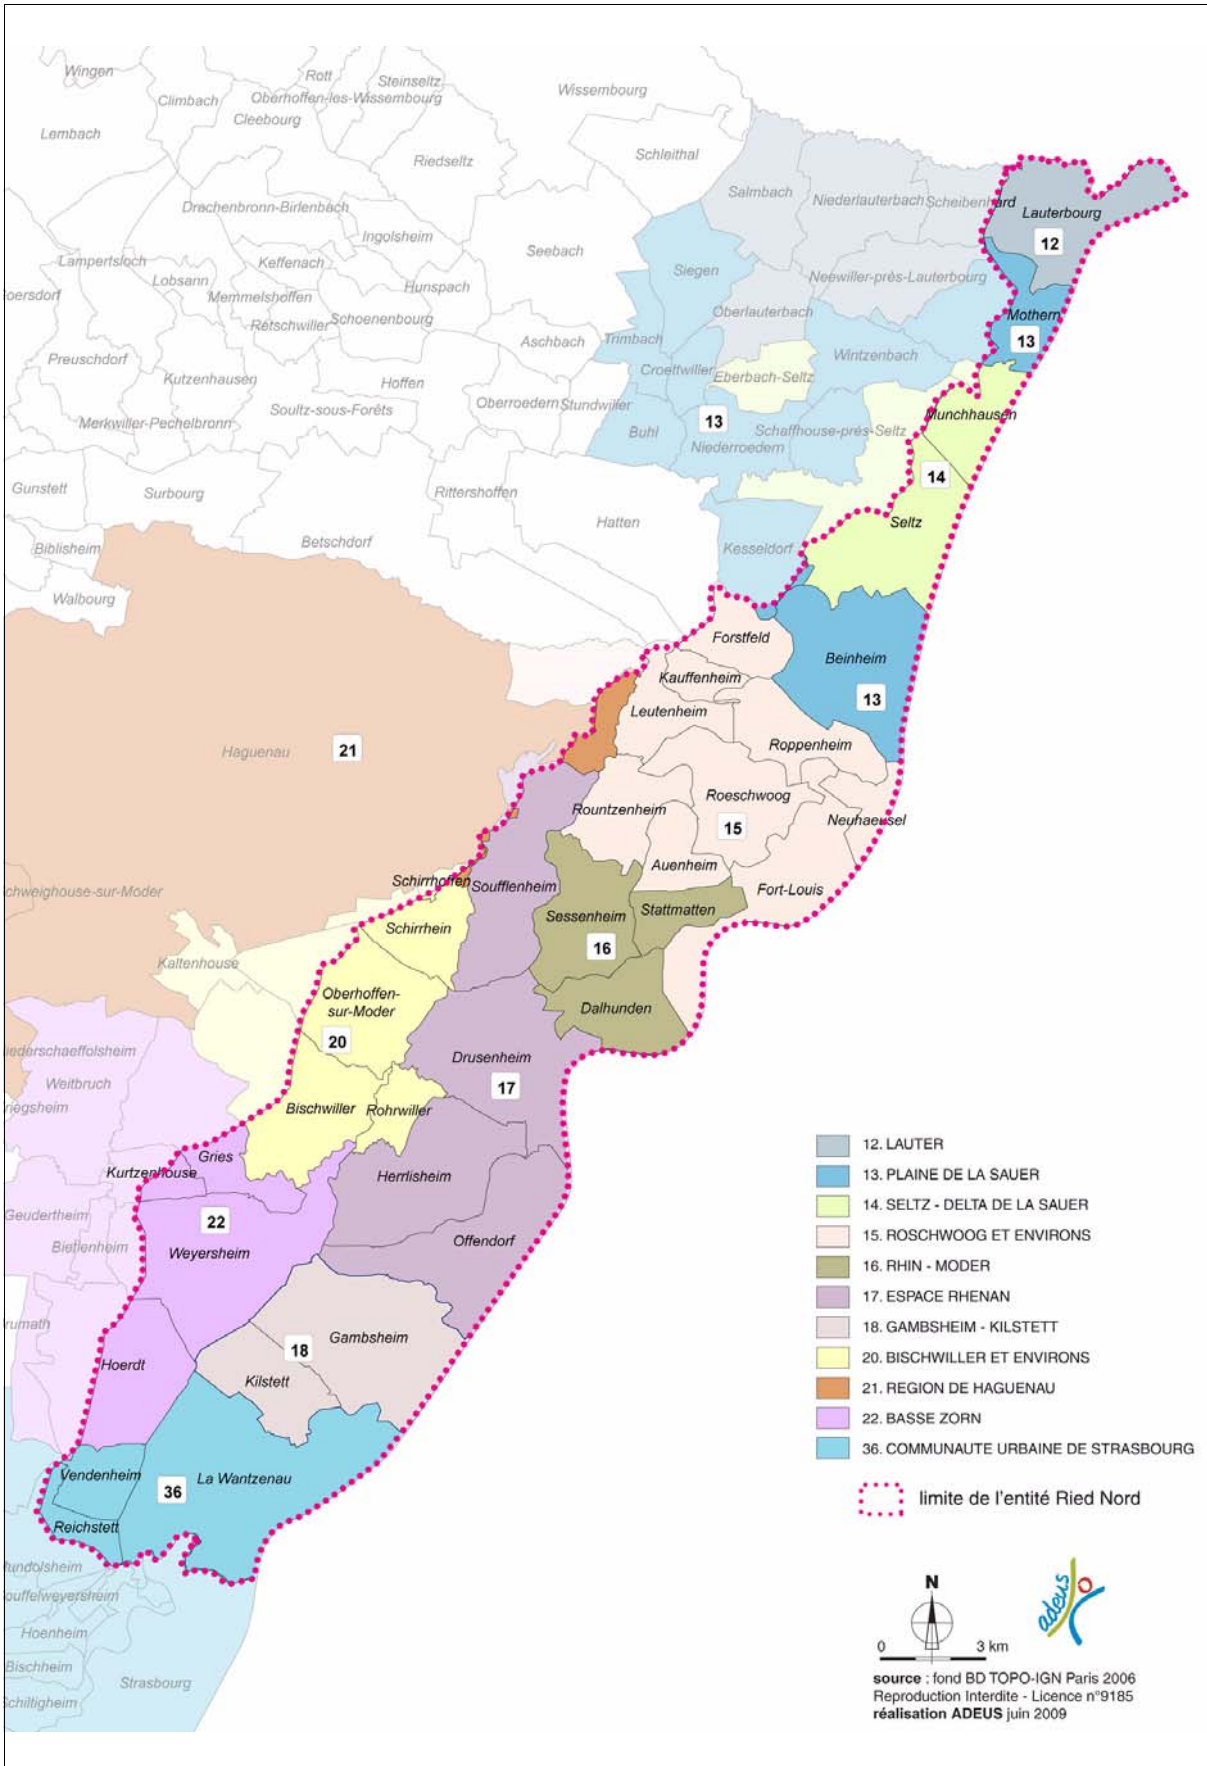 Wingen
Rott
Steinseltz
Climbach
Oberhoffen-les-Wissembourg
Wissembourg
Cleebourg
Lembach
Riedseltz
Schleithal
Salmbach
Niederlauterbach
Scheibenhard
Lauterbourg
12
Drachenbronn-Birlenbach
Ingolsheim
Seebach
Lampertsloch
Keffenach
Siegen
Lobsann
Hunspach
Neewiller-près-Lauterbourg
Memmelshoffen
Schoenenbourg
Oberlauterbach
Mothern
13
Retschwiller
Aschbach
Trimbach
Wintzenbach
Preuschdorf
Kutzenhausen
Hoffen
Croettwiller
Eberbach-Seltz
Soultz-sous-Forêts
Oberroedern
Stundwiller
Munchhausen
Merkwiller-Pechelbronn
13
Buhl
Schaffhouse-près-Seltz
Niederroedern
14
Gunstett
Surbourg
Rittershoffen
Hatten
Seltz
Biblisheim
Betschdorf
Kesseldorf
Walbourg
Forstfeld
Beinheim
13
Kauffenheim
Leutenheim
Haguenau
21
Roppenheim
Roeschwoog
Rountzenheim
15
Neuhaeusel
Auenheim
Schirrhoffen
Soufflenheim
Fort-Louis
chweighouse-sur-Moder
Sessenheim
Stattmatten
16
Schirrhein
Kaltenhouse
Oberhoffen-
sur-Moder
Dalhunden
20
Drusenheim
17
iederschaeffolsheim
Weitbruch
riegsheim
Bischwiller
Rohrwiller
Gries
Kurtzenhouse
Herrlisheim
Geudertheim
22
Bietlenheim
Weyersheim
Offendorf
rumath
Gambsheim
18
Hoerdt
Kilstett
Vendenheim
La Wantzenau
36
Reichstett
undolsheim
ouffelweyersheim
Hoenheim
Bischheim
Strasbourg
chiltigheim
12. LAUTER
13. PLAINE DE LA SAUER
14. SELTZ - DELTA DE LA SAUER
15. ROSCHWOOG ET ENVIRONS
16. RHIN - MODER
17. ESPACE RHENAN
18. GAMBSHEIM - KILSTETT
20. BISCHWILLER ET ENVIRONS
21. REGION DE HAGUENAU
22. BASSE ZORN
36. COMMUNAUTE URBAINE DE STRASBOURG
limite de l'entité Ried Nord
N
adeus
0 3 km
source : fond BD TOPO-IGN Paris 2006
Reproduction Interdite - Licence n°9185
réalisation ADEUS juin 2009